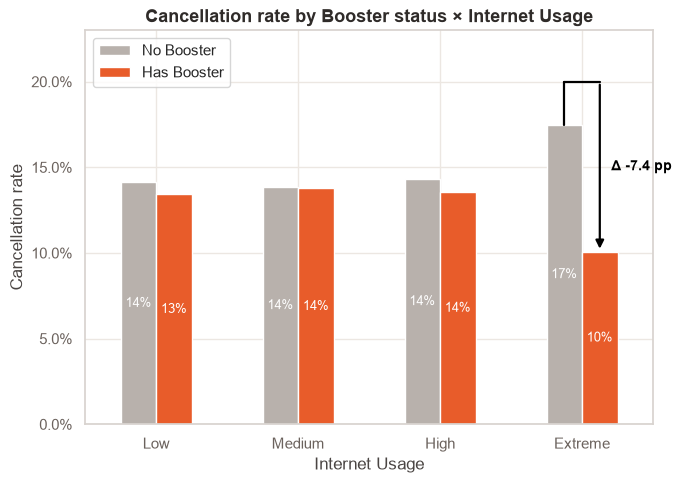 Cancellation rate by Booster status × Internet Usage
No Booster
Has Booster
20.0%
15.0%
10.0%
5.0%
0.0%
Cancellation rate
Δ -7.4 pp
14%
13%
14%
14%
14%
14%
17%
10%
Low
Medium
High
Extreme
Internet Usage